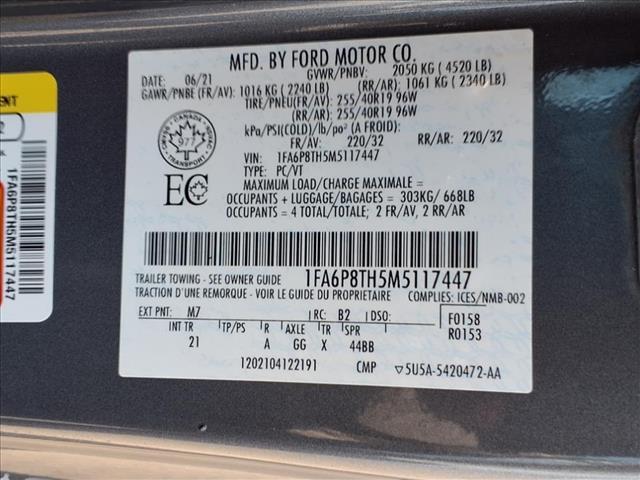 MFD. BY FORD MOTOR CO.
DATE: 06/21 GVWR/PNBV: 2050 KG ( 4520 LB)
GAWR/PNBE (FR/AV): 1016 KG ( 2240 LB) (RR/AR): 1061 KG ( 2340 LB)
TIRE/PNEU(FR/AV): 255/40R19 96W
(RR/AR): 255/40R19 96W
kPa/PSI(COLD)/lb/po² (A FROID):
FR/AV: 220/32 RR/AR: 220/32
VIN: 1FA6P8TH5M5117447
TYPE: PC/VT
MAXIMUM LOAD/CHARGE MAXIMALE =
OCCUPANTS + LUGGAGE/BAGAGES = 303KG/ 668LB
OCCUPANTS = 4 TOTAL/TOTALE; 2 FR/AV, 2 RR/AR
CANADA
977
TRANSPORT
EC
TRAILER TOWING - SEE OWNER GUIDE 1FA6P8TH5M5117447
TRACTION D'UNE REMORQUE - VOIR LE GUIDE DU PROPRIETAIRE COMPLIES: ICES/NMB-002
EXT PNT: M7 RC: B2 DSO: F0158
INT TR TP/PS R AXLE TR SPR R0153
21 A GG X 44BB
1202104122191 CMP 5U5A-5420472-AA
1FA6P8TH5M5117447